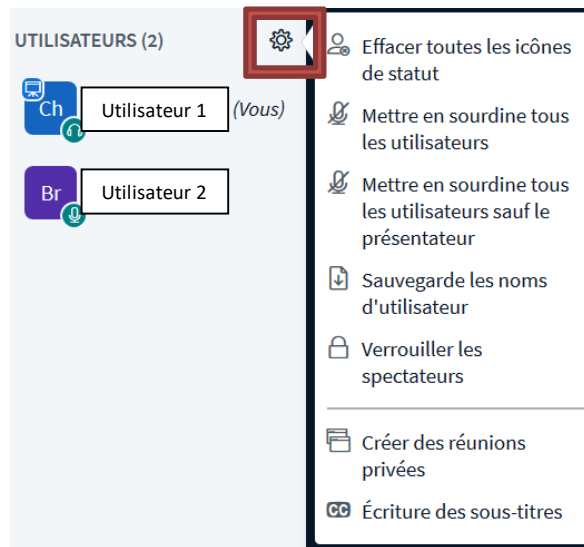 UTILISATEURS (2)
Ch
Utilisateur 1
(Vous)
Br
Utilisateur 2
Effacer toutes les icônes
de statut
Mettre en sourdine tous
les utilisateurs
Mettre en sourdine tous
les utilisateurs sauf le
présentateur
Sauvegarde les noms
d'utilisateur
Verrouiller les
spectateurs
Créer des réunions
privées
CC Écriture des sous-titres